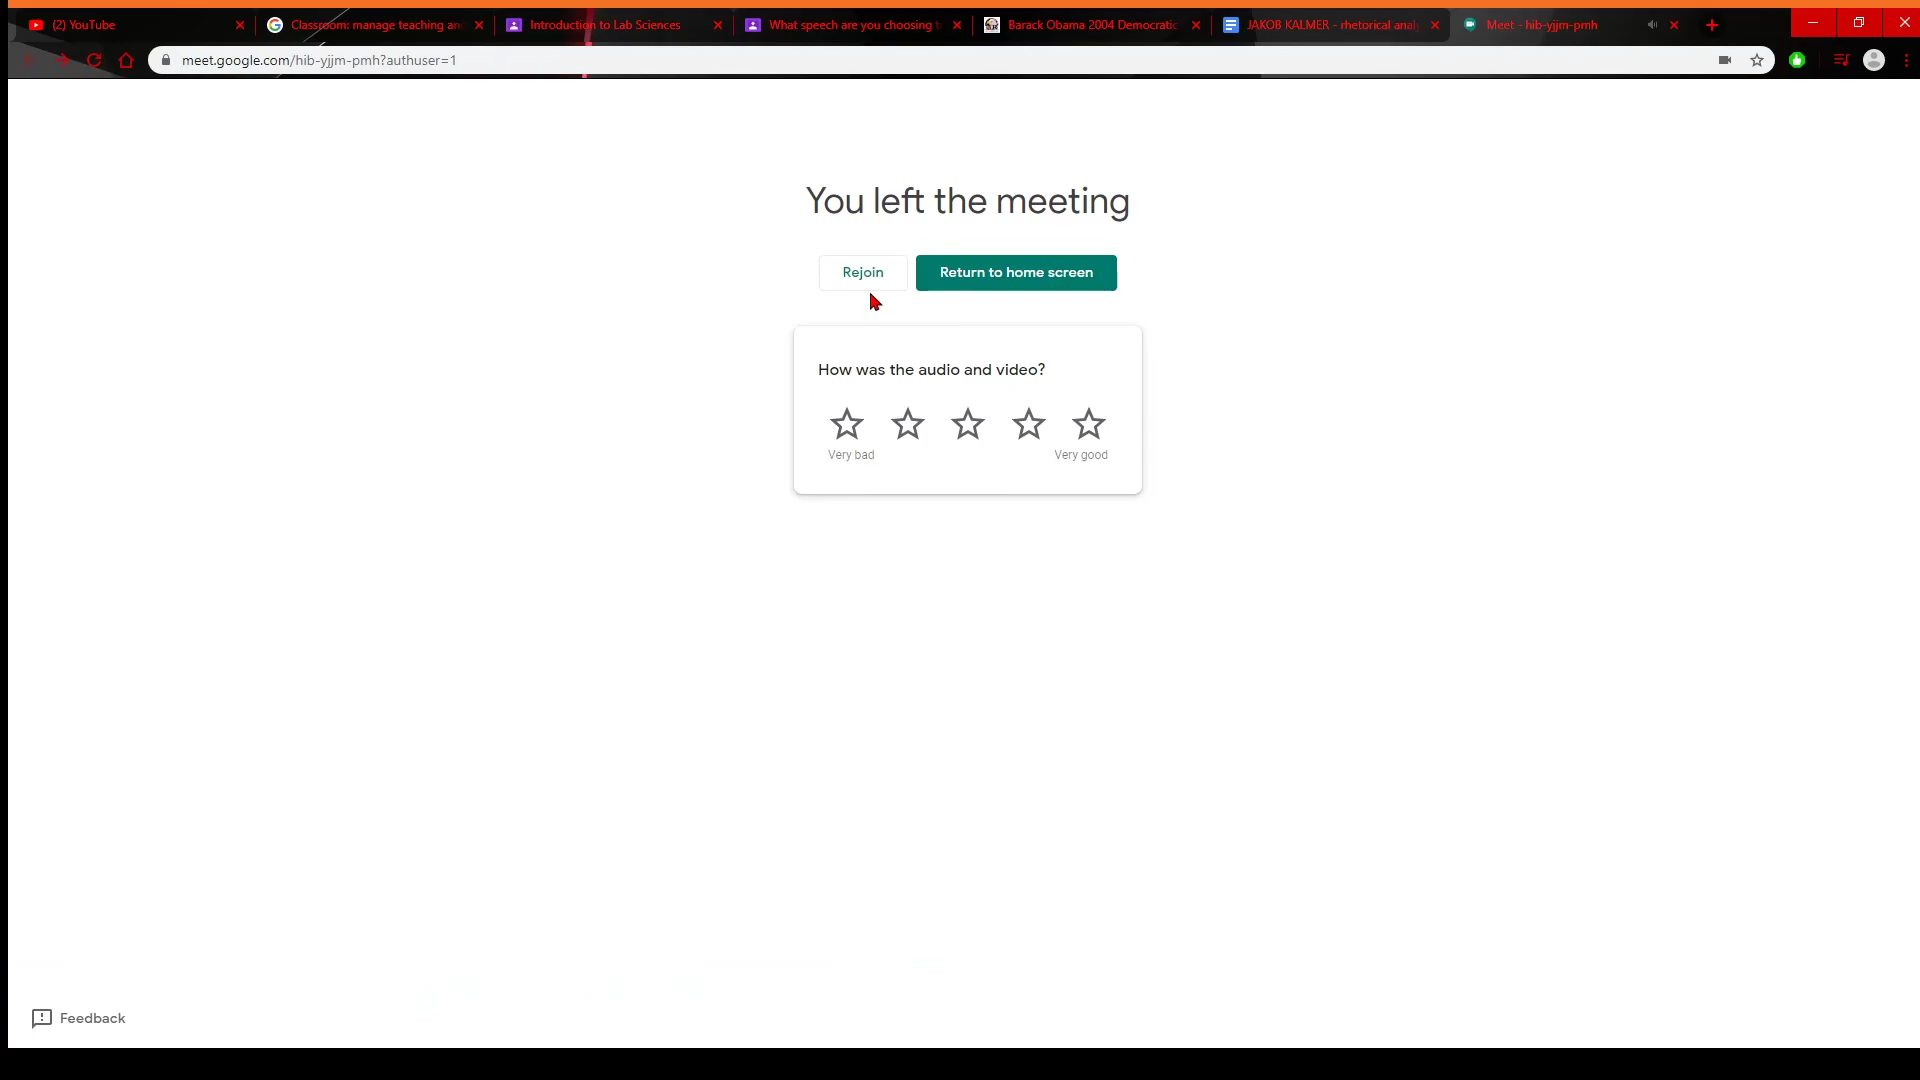 (2) YouTube
Classroom: manage teaching an
Introduction to Lab Sciences
What speech are you choosing t
Barack Obama 2004 Democratic
JAKOB KALMER - rhetorical anal
Meet - hib-yjjm-pmh
meet.google.com/hib-yjjm-pmh?authuser=1
You left the meeting
Rejoin
Return to home screen
How was the audio and video?
Very bad
Very good
Feedback